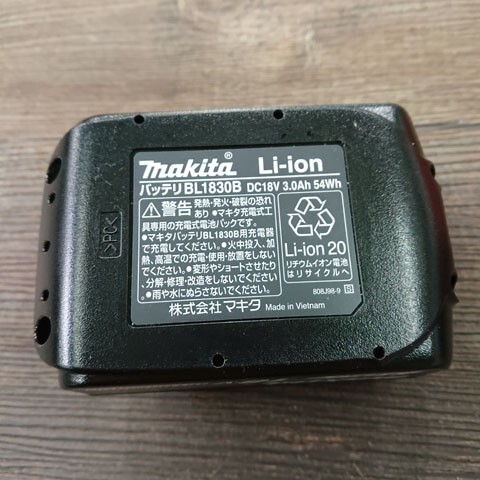 makita® Li-ion
バッテリ BL1830B DC18V 3.0Ah 54Wh
⚠警告 発熱・発火・破裂の恐れ
あり ●マキタ充電式工
具専用の充電式電池パックです。
●マキタバッテリBL1830B用充電器
で充電してください。●火中投入、加
熱、高温での充電・使用・放置をしない
でください。●変形やショートさせたり、
分解・修理・改造をしないでください。
●雨や水にぬらさないでください。
株式会社マキタ Made in Vietnam
Li-ion 20
リチウムイオン電池
はリサイクルへ
808J98-9
>PC<